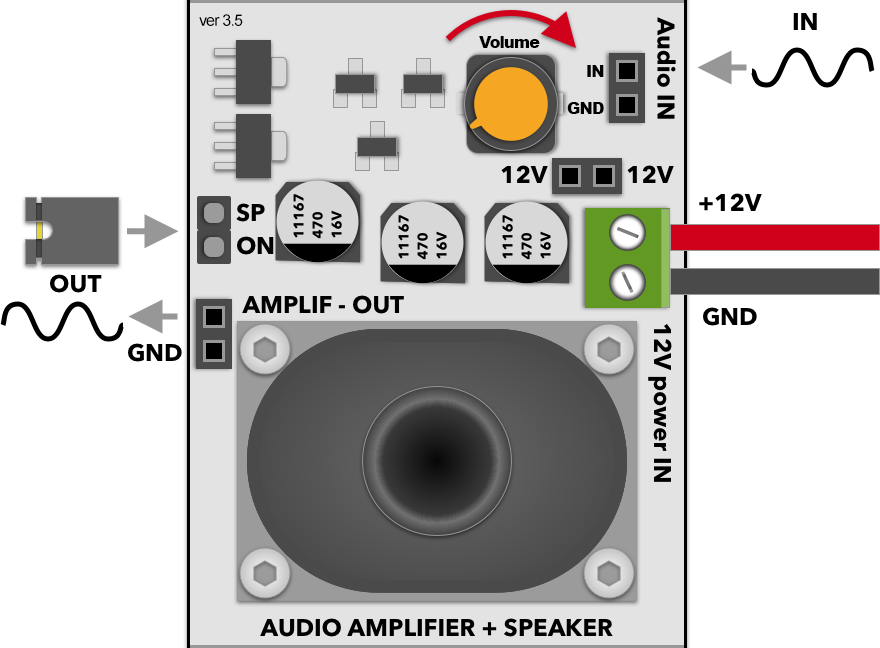 ver 3.5
Volume
IN
Audio IN
IN
GND
12V
12V
+12V
SP
ON
11167
470
16V
11167
470
16V
11167
470
16V
OUT
AMPLIF - OUT
GND
GND
12V power IN
AUDIO AMPLIFIER + SPEAKER